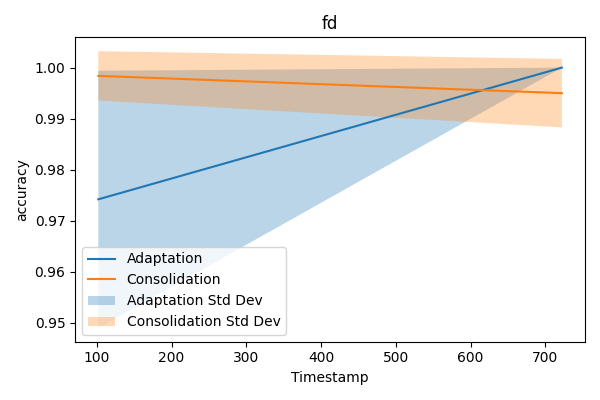 fd
accuracy
1.00
0.99
0.98
0.97
0.96
0.95
Adaptation
Consolidation
Adaptation Std Dev
Consolidation Std Dev
100 200 300 400 500 600 700
Timestamp